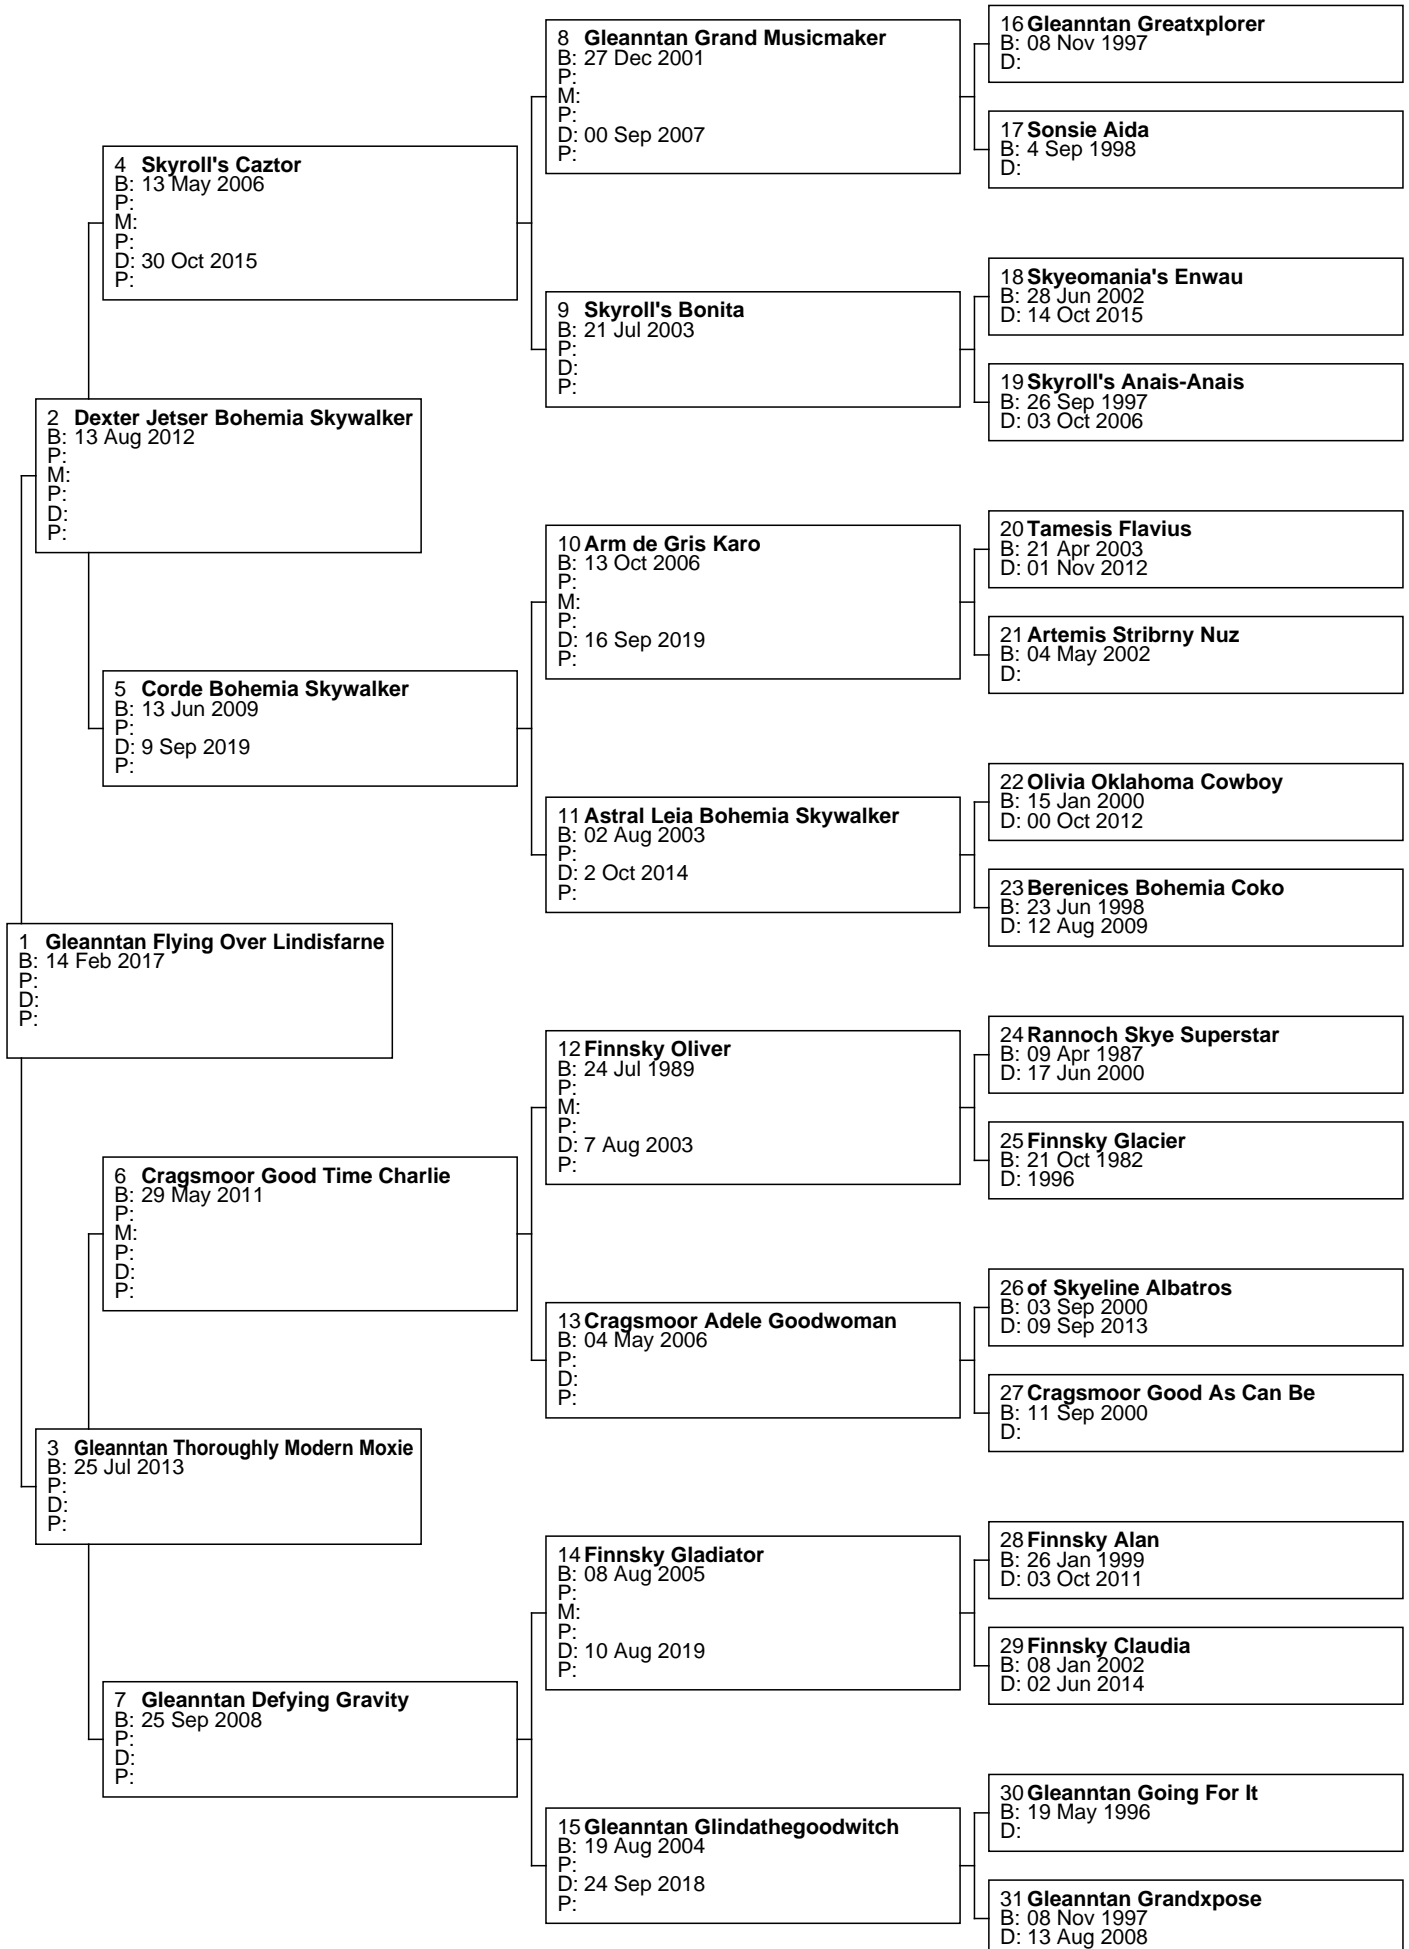 8 Gleanntan Grand Musicmaker
B: 27 Dec 2001
P:
M:
P:
D: 00 Sep 2007
P:
16 Gleanntan Greatxplorer
B: 08 Nov 1997
D:
17 Sonsie Aida
B: 4 Sep 1998
D:
4 Skyroll's Caztor
B: 13 May 2006
P:
M:
P:
D: 30 Oct 2015
P:
9 Skyroll's Bonita
B: 21 Jul 2003
P:
D:
P:
18 Skyeomania's Enwau
B: 28 Jun 2002
D: 14 Oct 2015
19 Skyroll's Anais-Anais
B: 26 Sep 1997
D: 03 Oct 2006
2 Dexter Jetser Bohemia Skywalker
B: 13 Aug 2012
P:
M:
P:
D:
P:
10 Arm de Gris Karo
B: 13 Oct 2006
P:
M:
P:
D: 16 Sep 2019
P:
20 Tamesis Flavius
B: 21 Apr 2003
D: 01 Nov 2012
21 Artemis Stribrny Nuz
B: 04 May 2002
D:
5 Corde Bohemia Skywalker
B: 13 Jun 2009
P:
D: 9 Sep 2019
P:
11 Astral Leia Bohemia Skywalker
B: 02 Aug 2003
P:
D: 2 Oct 2014
P:
22 Olivia Oklahoma Cowboy
B: 15 Jan 2000
D: 00 Oct 2012
23 Berenices Bohemia Coko
B: 23 Jun 1998
D: 12 Aug 2009
1 Gleanntan Flying Over Lindisfarne
B: 14 Feb 2017
P:
D:
P:
12 Finnsky Oliver
B: 24 Jul 1989
P:
M:
P:
D: 7 Aug 2003
P:
24 Rannoch Skye Superstar
B: 09 Apr 1987
D: 17 Jun 2000
25 Finnsky Glacier
B: 21 Oct 1982
D: 1996
6 Cragsmoor Good Time Charlie
B: 29 May 2011
P:
M:
P:
D:
P:
13 Cragsmoor Adele Goodwoman
B: 04 May 2006
P:
D:
P:
26 of Skyeline Albatros
B: 03 Sep 2000
D: 09 Sep 2013
27 Cragsmoor Good As Can Be
B: 11 Sep 2000
D:
3 Gleanntan Thoroughly Modern Moxie
B: 25 Jul 2013
P:
D:
P:
14 Finnsky Gladiator
B: 08 Aug 2005
P:
M:
P:
D: 10 Aug 2019
P:
28 Finnsky Alan
B: 26 Jan 1999
D: 03 Oct 2011
29 Finnsky Claudia
B: 08 Jan 2002
D: 02 Jun 2014
7 Gleanntan Defying Gravity
B: 25 Sep 2008
P:
D:
P:
15 Gleanntan Glindathegoodwitch
B: 19 Aug 2004
P:
D: 24 Sep 2018
P:
30 Gleanntan Going For It
B: 19 May 1996
D:
31 Gleanntan Grandxpose
B: 08 Nov 1997
D: 13 Aug 2008